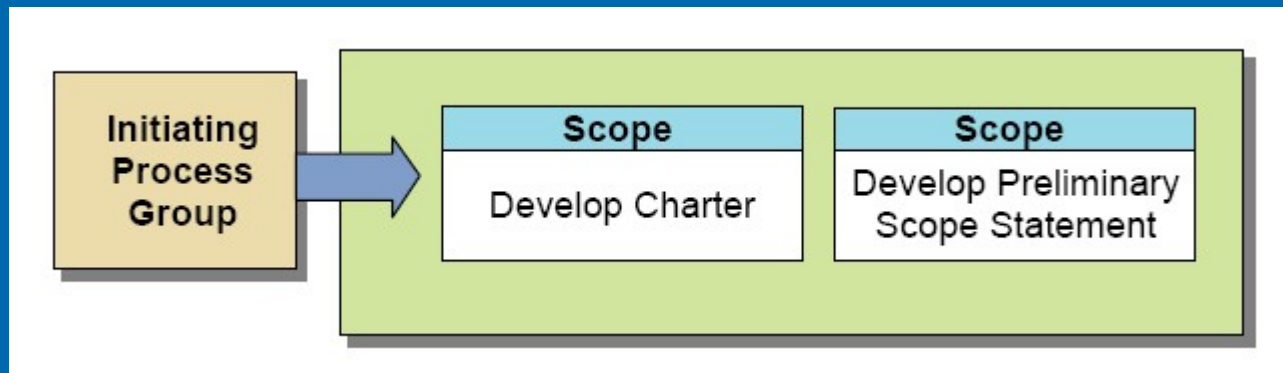 Initiating
Process
Group
Scope
Develop Charter
Scope
Develop Preliminary
Scope Statement